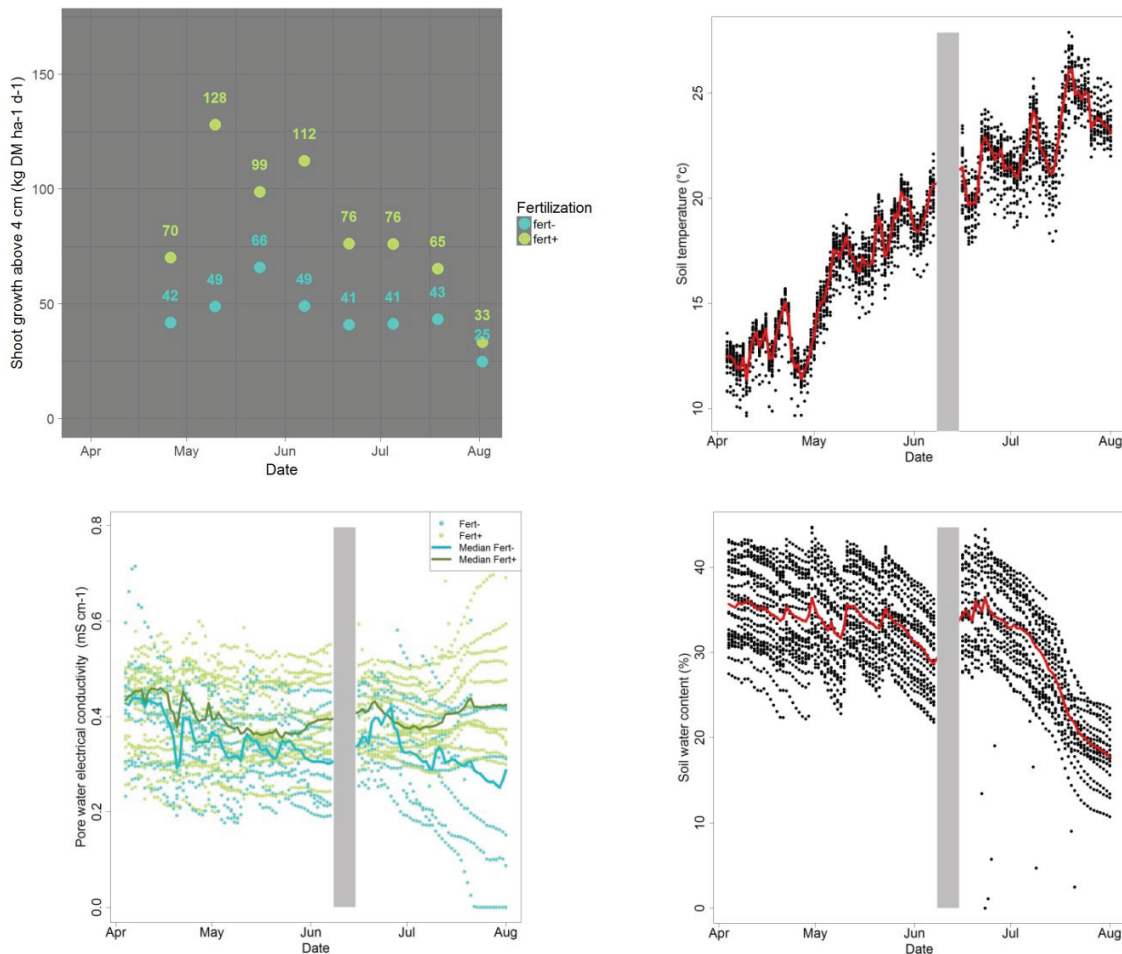 Shoot growth above 4 cm (kg DM ha-1 d-1)
150
100
50
0
128
112
99
70
76
76
65
33
66
49
49
42
41
41
43
25
Apr
May
Jun
Jul
Aug
Date
Fertilization
fert-
fert+
Soil temperature (°c)
25
20
15
10
Apr
May
Jun
Jul
Aug
Date
Pore water electrical conductivity (mS cm-1)
0.8
0.6
0.4
0.2
0.0
Fert-
Fert+
Median Fert-
Median Fert+
Apr
May
Jun
Jul
Aug
Date
Soil water content (%)
40
30
20
10
0
Apr
May
Jun
Jul
Aug
Date